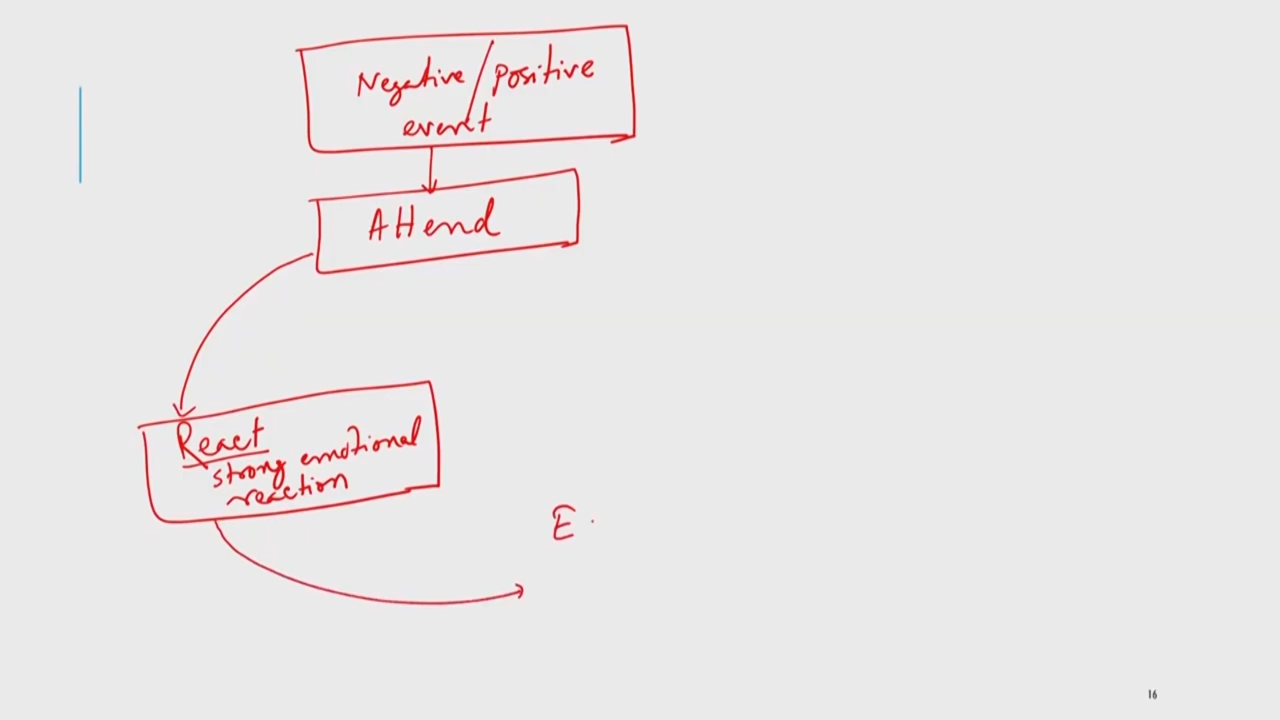 Negative/positive
event
Attend
React
strong emotional
reaction
E
16